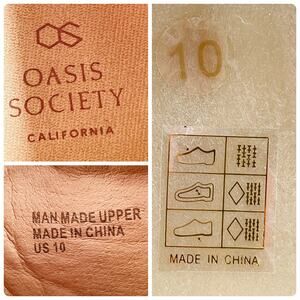 OASIS
SOCIETY
CALIFORNIA
MAN MADE UPPER
MADE IN CHINA
US 10
10
MADE IN CHINA